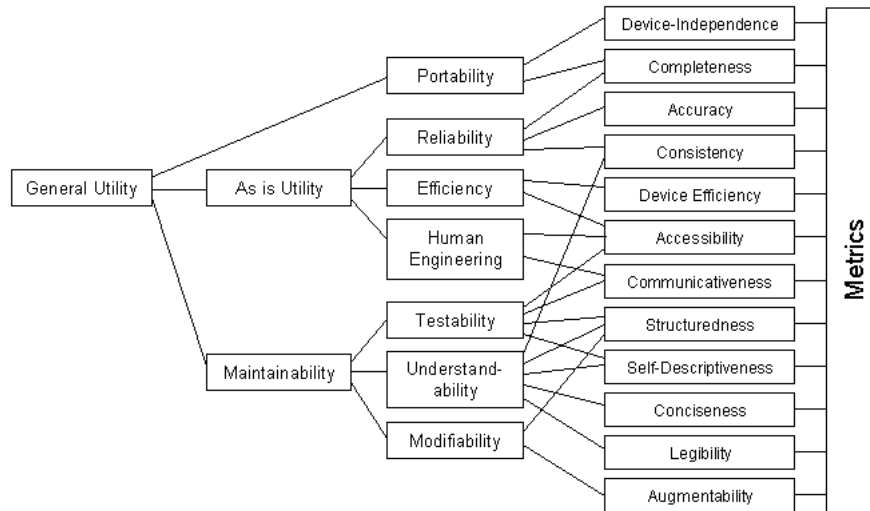 Device-Independence
Portability
Completeness
Accuracy
Reliability
Consistency
General Utility
As is Utility
Efficiency
Device Efficiency
Human
Engineering
Accessibility
Communicativeness
Testability
Structuredness
Maintainability
Understand-
ability
Self-Descriptiveness
Conciseness
Modifiability
Legibility
Augmentability
Metrics